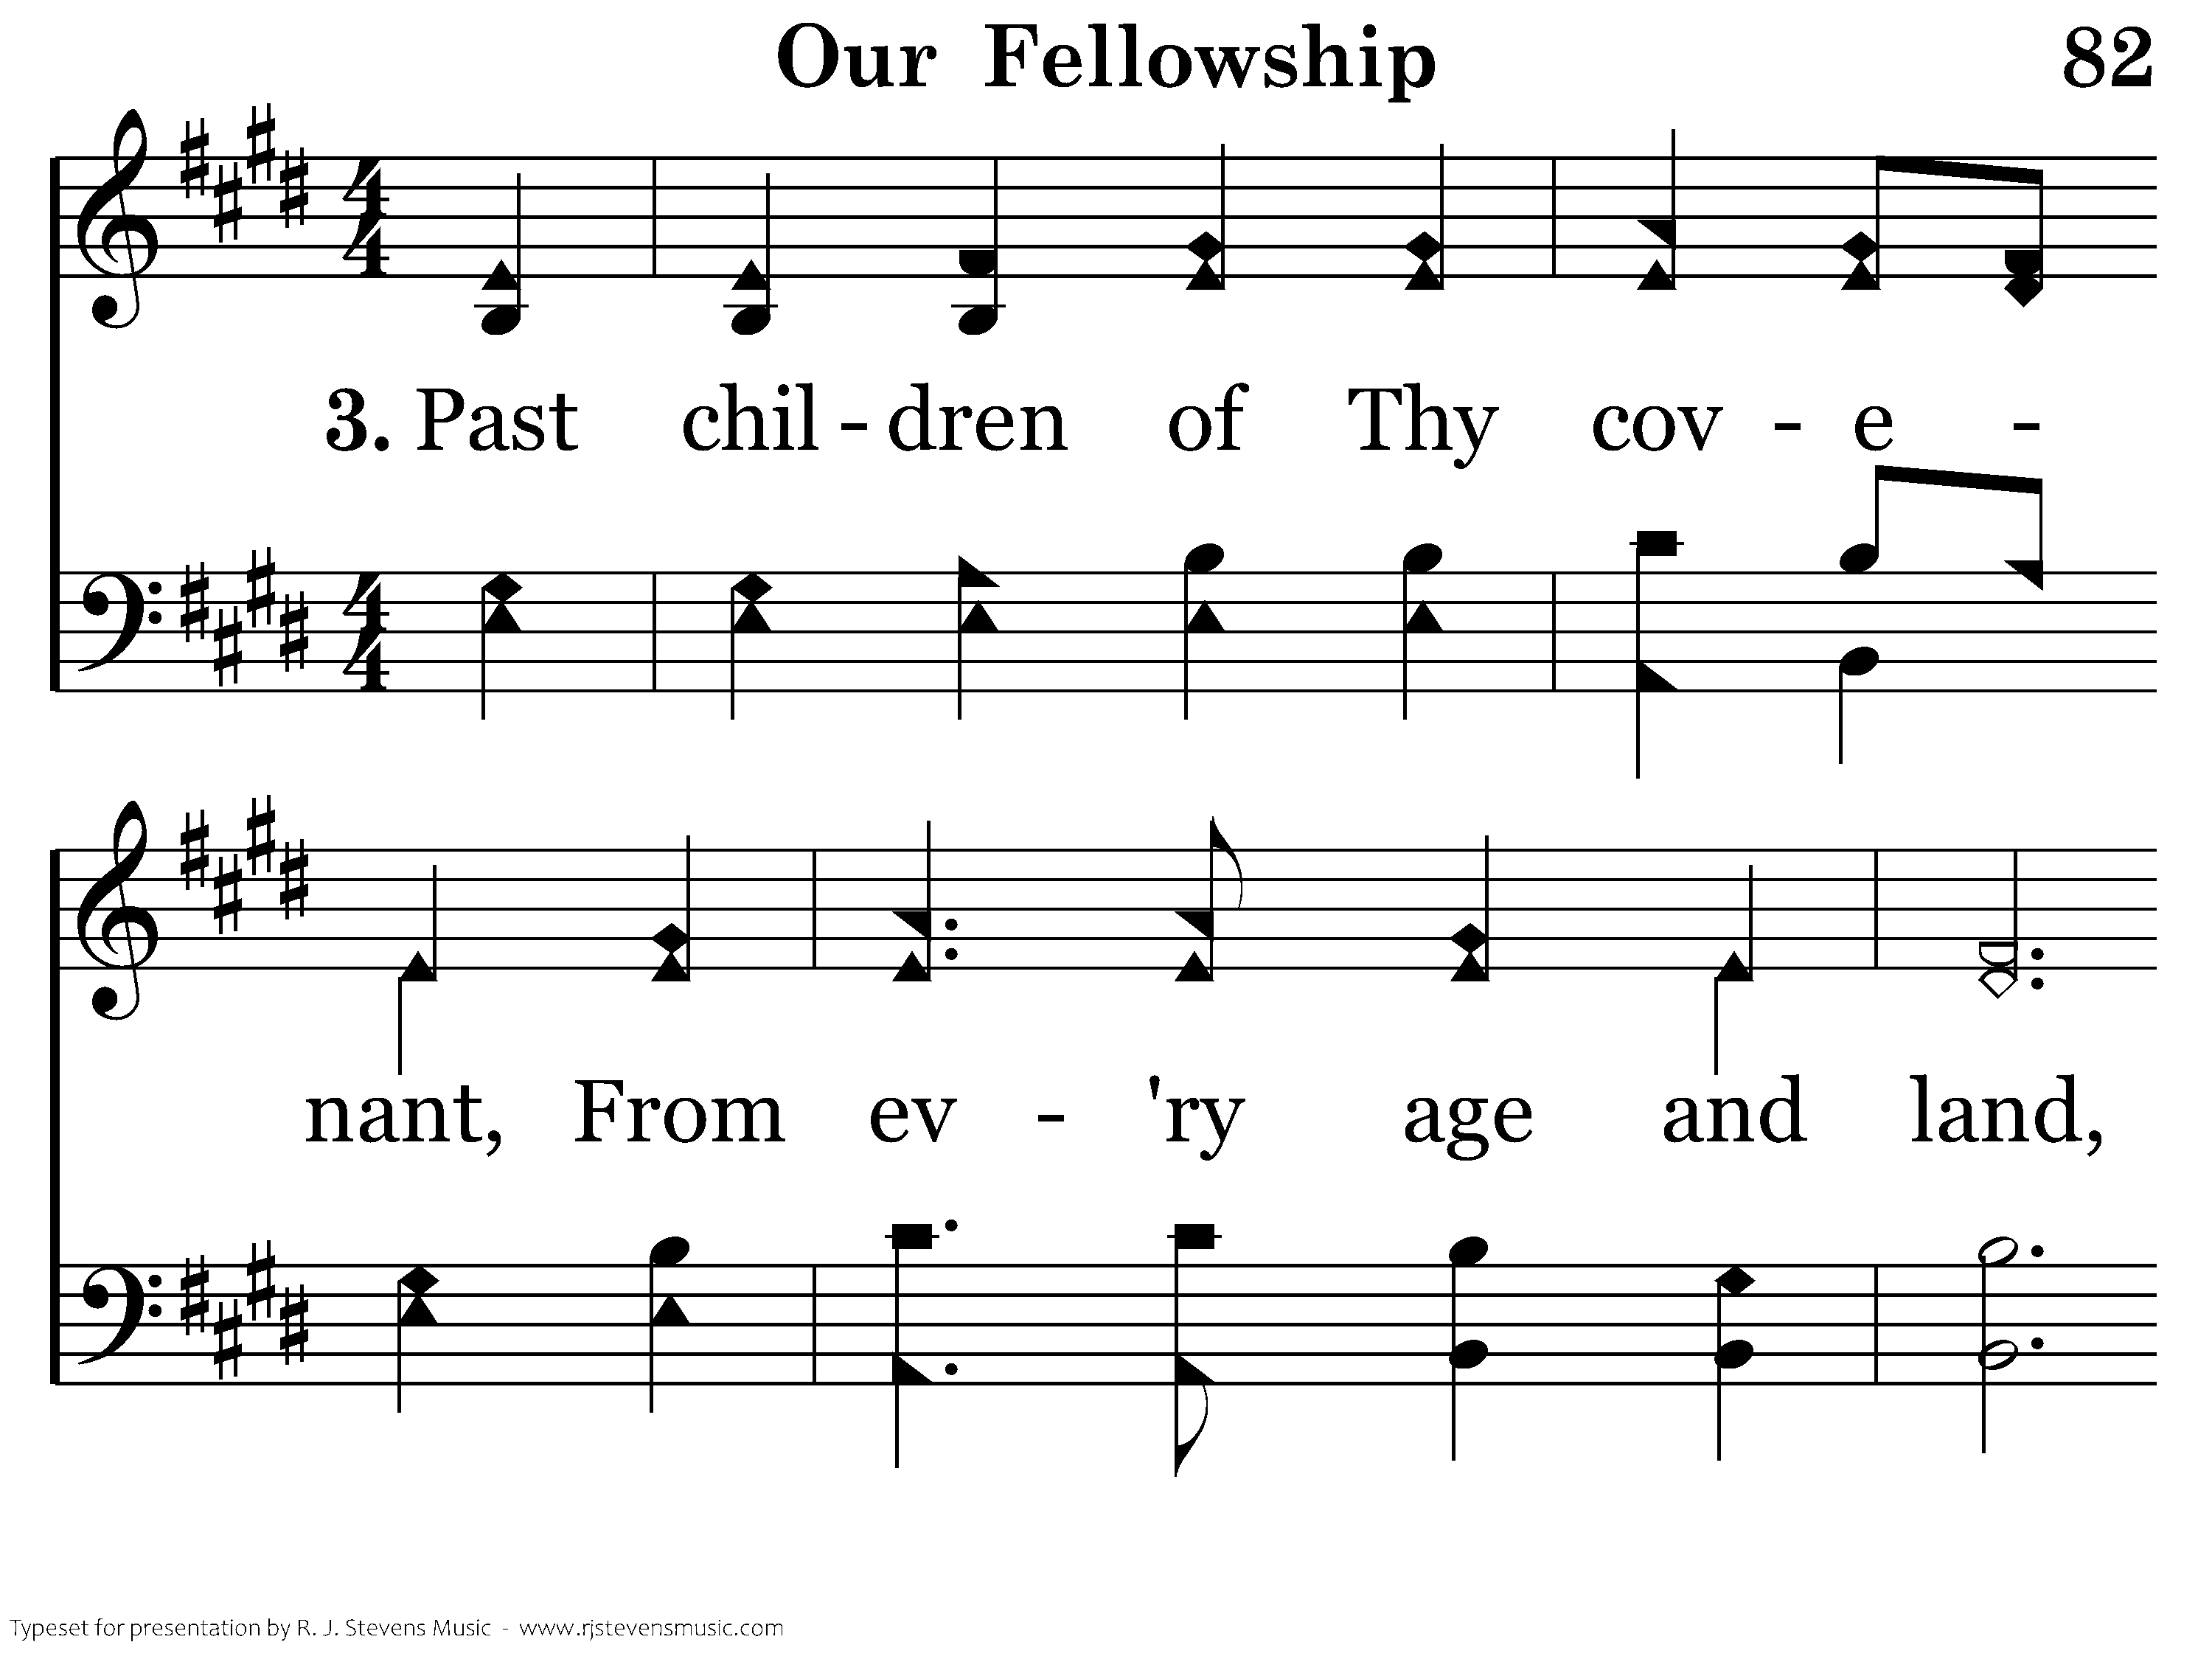 Our Fellowship 82
3. Past chil - dren of Thy cov - e -
nant, From ev - 'ry age and land,
Typeset for presentation by R. J. Stevens Music - www.rjstevensmusic.com